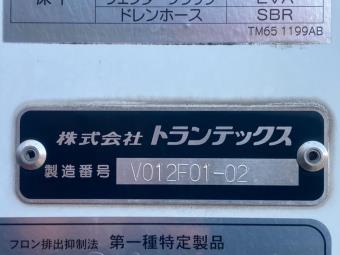 ドレンホース SBR
TM65 1199AB
株式会社 トランテックス
製造番号 V012F01-02
フロン排出抑制法 第一種特定製品